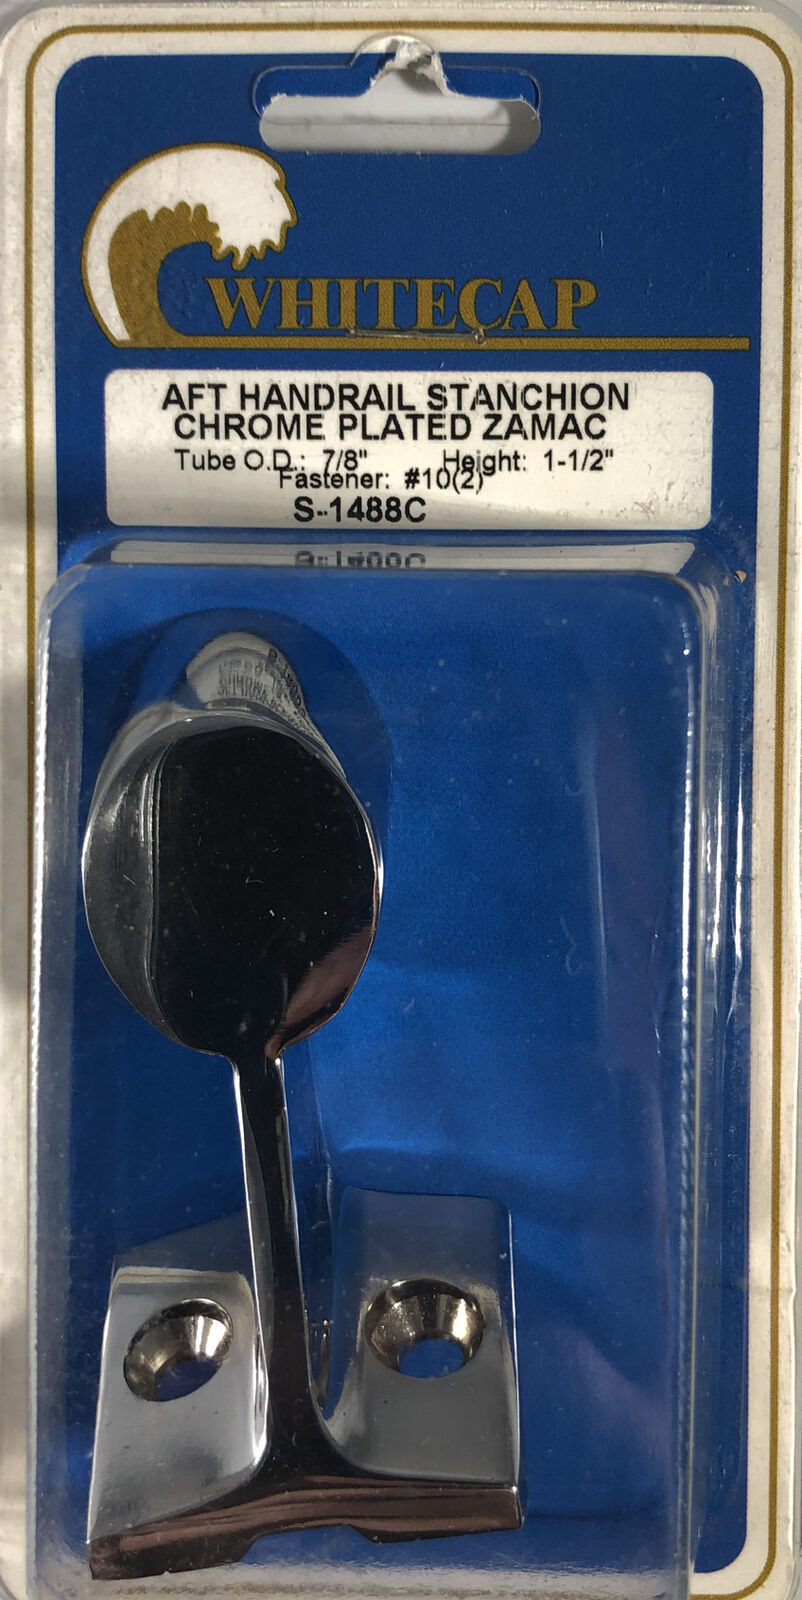 WHITECAP
AFT HANDRAIL STANCHION
CHROME PLATED ZAMAC
Tube O.D.: 7/8" Height: 1-1/2"
Fastener: #10(2)
S-1488C